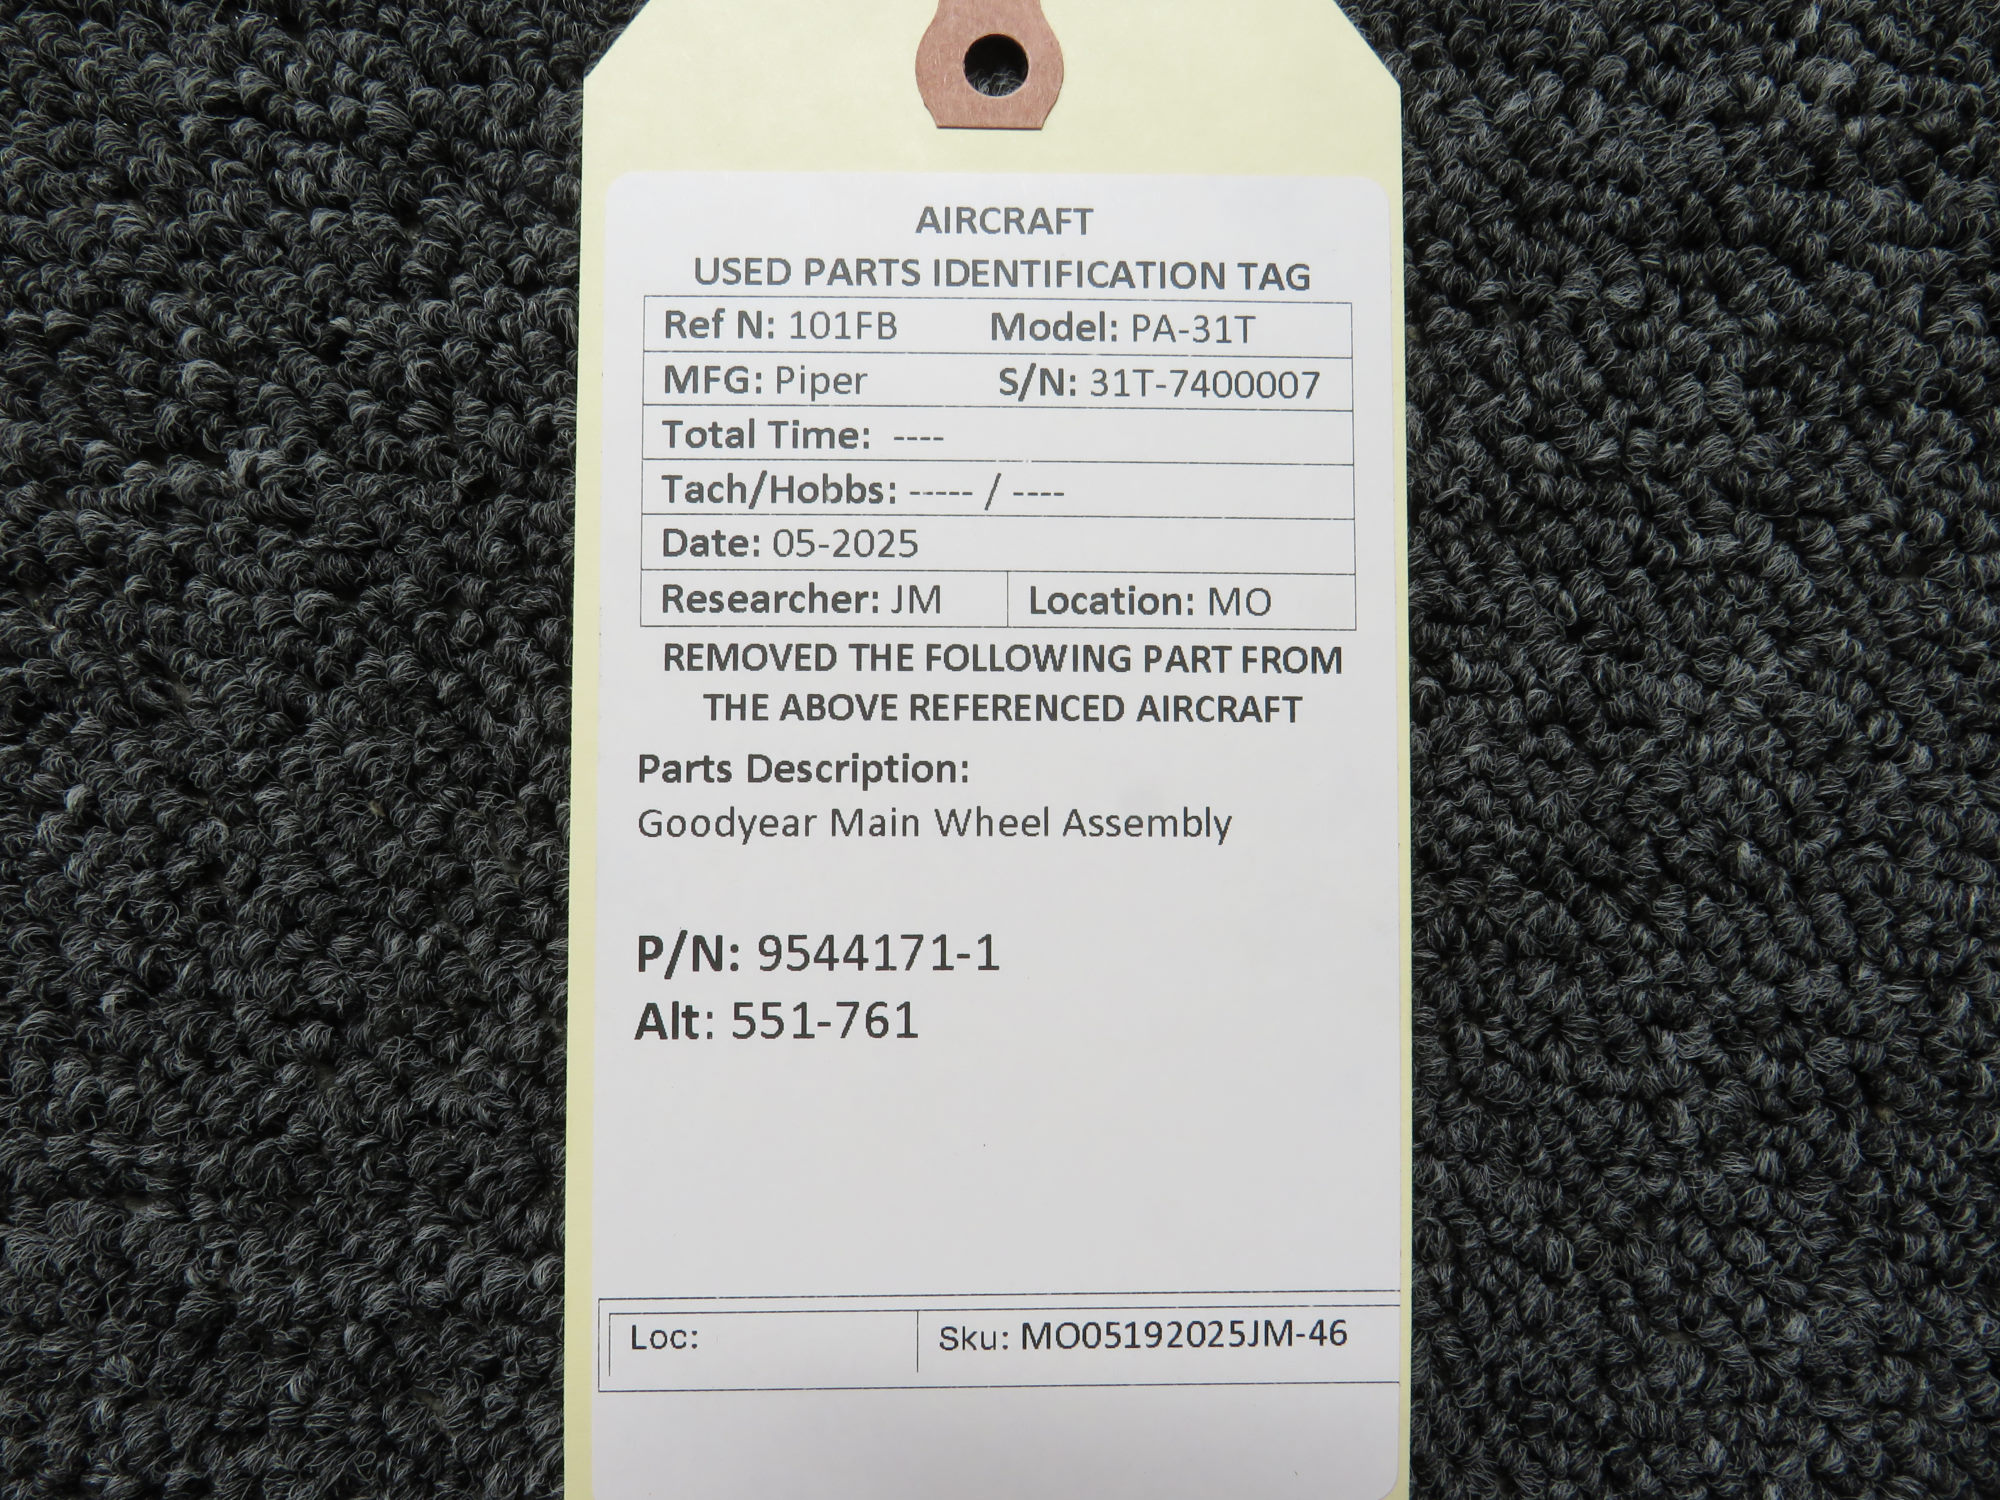 AIRCRAFT
USED PARTS IDENTIFICATION TAG
Ref N: 101FB Model: PA-31T
MFG: Piper S/N: 31T-7400007
Total Time: ----
Tach/Hobbs: ----- / ----
Date: 05-2025
Researcher: JM Location: MO
REMOVED THE FOLLOWING PART FROM
THE ABOVE REFERENCED AIRCRAFT
Parts Description:
Goodyear Main Wheel Assembly
P/N: 9544171-1
Alt: 551-761
Loc: Sku: MO05192025JM-46